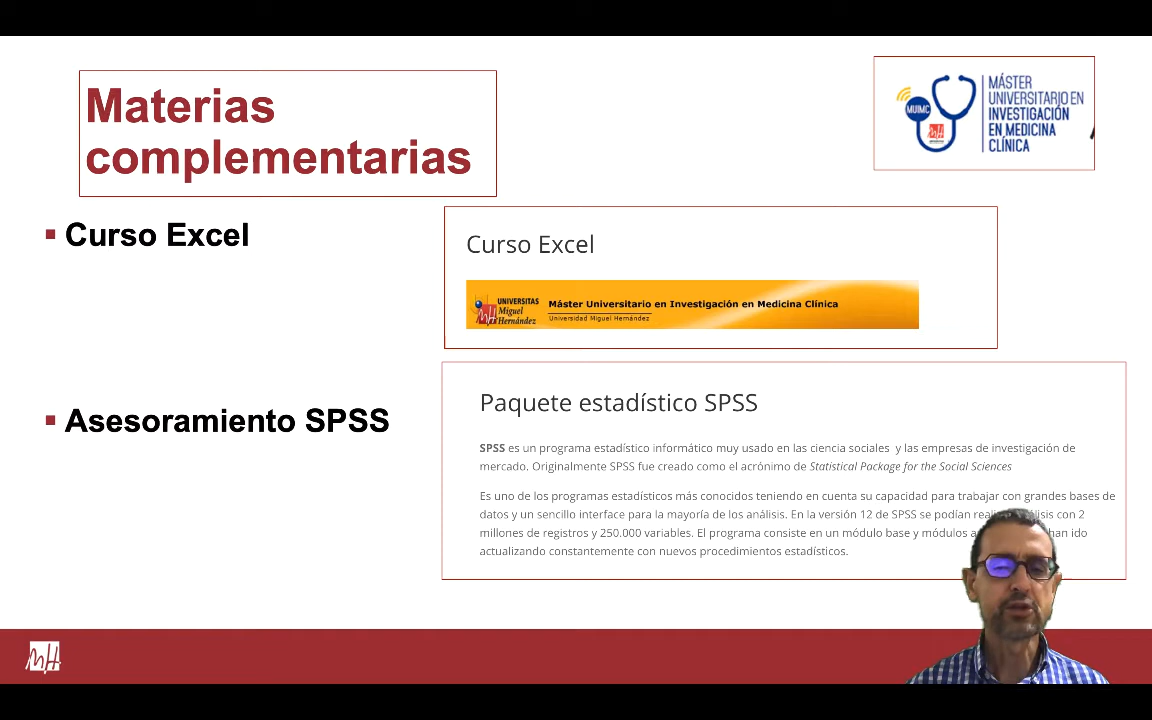 Materias
complementarias
MUIMC
MÁSTER
UNIVERSITARIO EN
INVESTIGACIÓN
EN MEDICINA
CLÍNICA
Curso Excel
Curso Excel
UNIVERSITAS
Miguel
Hernández
Máster Universitario en Investigación en Medicina Clínica
Universidad Miguel Hernández
Asesoramiento SPSS
Paquete estadístico SPSS
SPSS es un programa estadístico informático muy usado en las ciencia sociales y las empresas de investigación de
mercado. Originalmente SPSS fue creado como el acrónimo de Statistical Package for the Social Sciences
Es uno de los programas estadísticos más conocidos teniendo en cuenta su capacidad para trabajar con grandes bases de
datos y un sencillo interface para la mayoría de los análisis. En la versión 12 de SPSS se podían con 2
millones de registros y 250.000 variables. El programa consiste en un módulo base y módulos han ido
actualizando constantemente con nuevos procedimientos estadísticos.